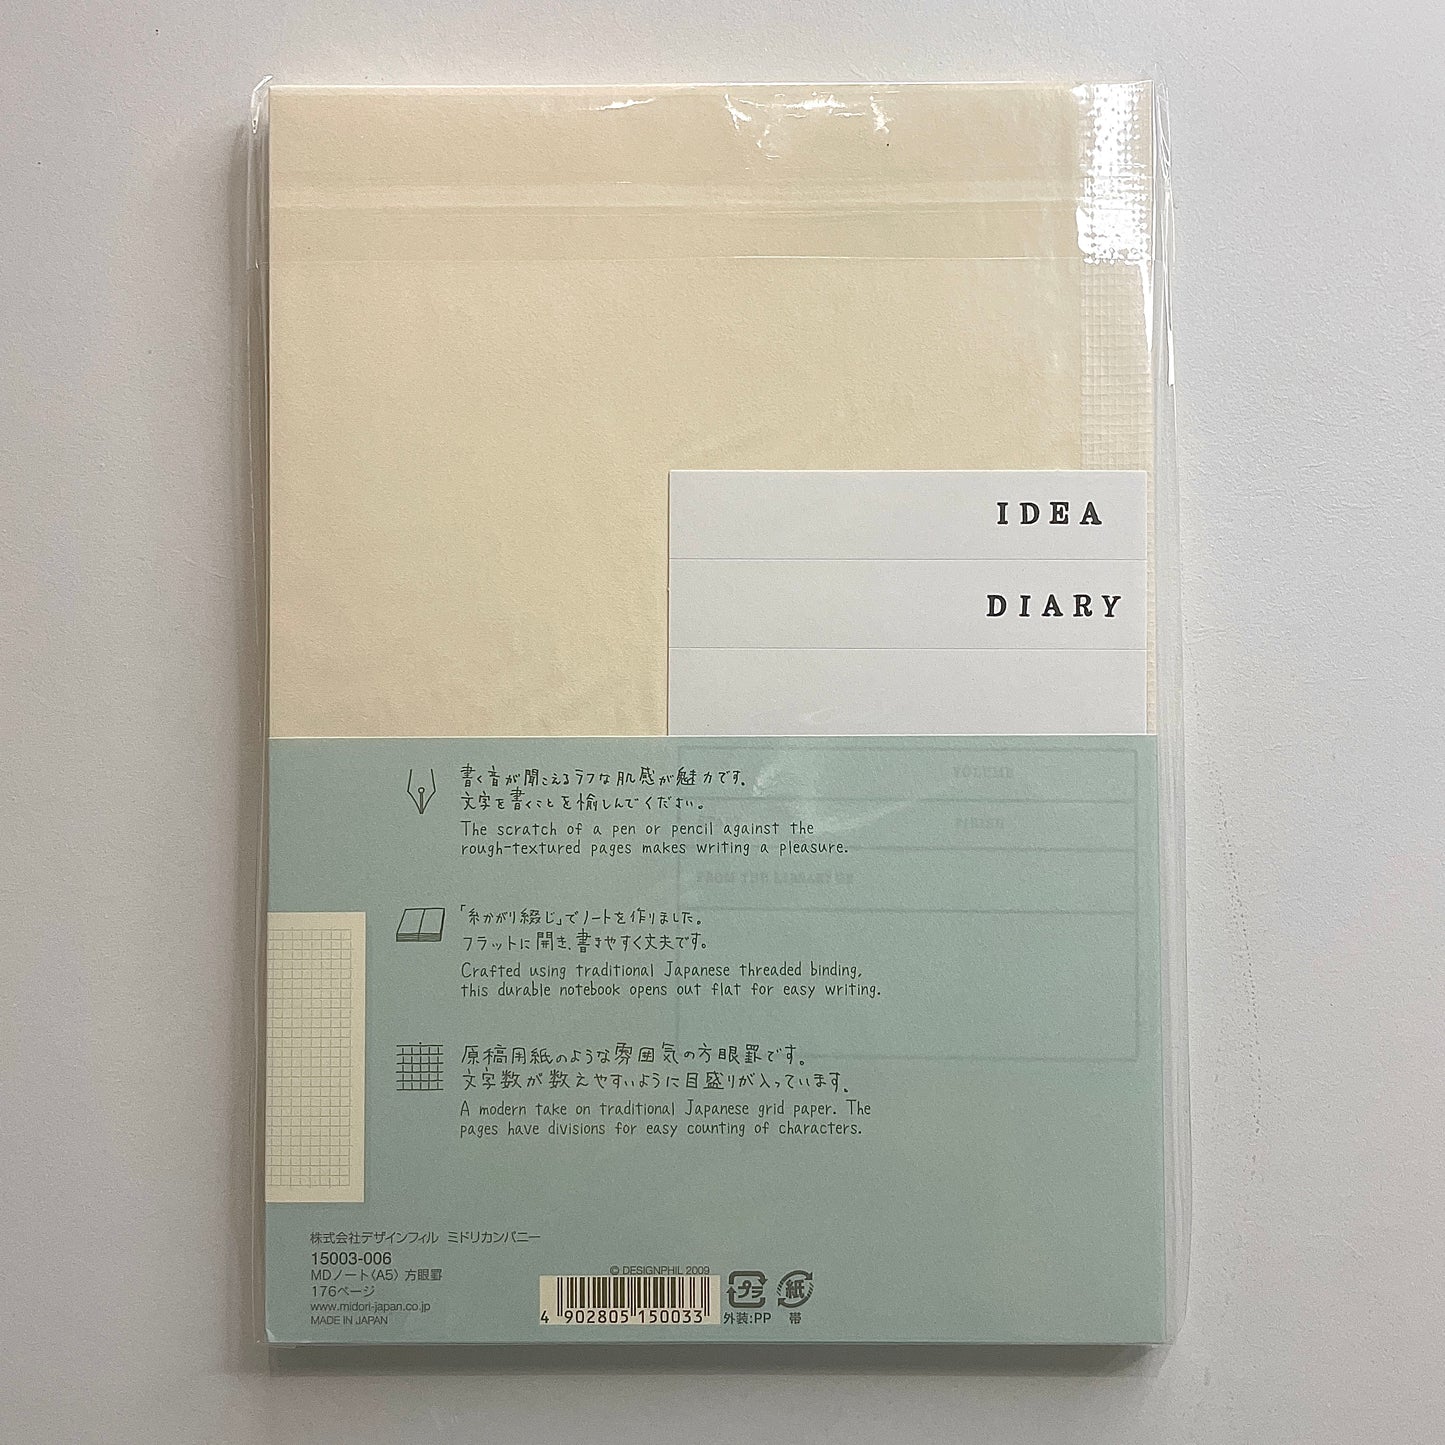 IDEA
DIARY
VOLUME
FINISH
FROM THE LIBRARY OF
書く音が聞こえるラフな肌感が魅力です。
文字を書くことを愉しんでください。
The scratch of a pen or pencil against the
rough-textured pages makes writing a pleasure.
「糸かがり綴じ」でノートを作りました。
フラットに開き、書きやすく丈夫です。
Crafted using traditional Japanese threaded binding,
this durable notebook opens out flat for easy writing.
原稿用紙のような雰囲気の方眼罫です。
文字数が数えやすいように目盛りが入っています。
A modern take on traditional Japanese grid paper. The
pages have divisions for easy counting of characters.
株式会社デザインフィル ミドリカンパニー
15003-006
MDノート〈A5〉方眼罫
176ページ
www.midori-japan.co.jp
MADE IN JAPAN
© DESIGNPHIL 2009
4 902805 150033
プラ
外装:PP
紙
帯